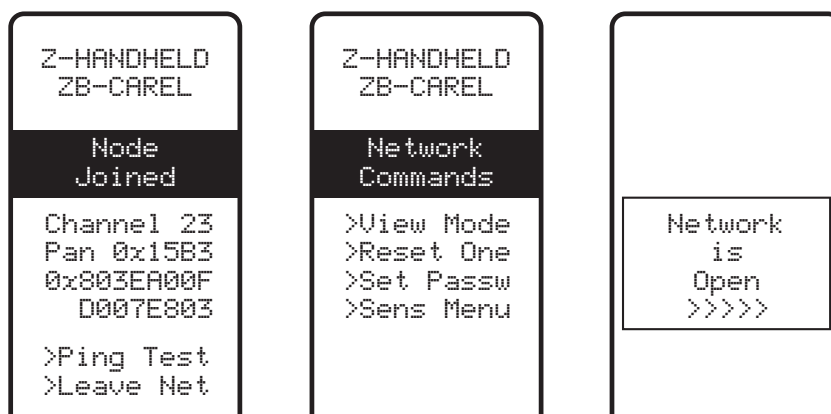 Z-HANDHELD
ZB-CAREL
Node
Joined
Channel 23
Pan 0x15B3
0x803EA00F
D007E803
>Ping Test
>Leave Net
Z-HANDHELD
ZB-CAREL
Network
Commands
>View Mode
>Reset One
>Set Passw
>Sens Menu
Network
is
Open
>>>>>